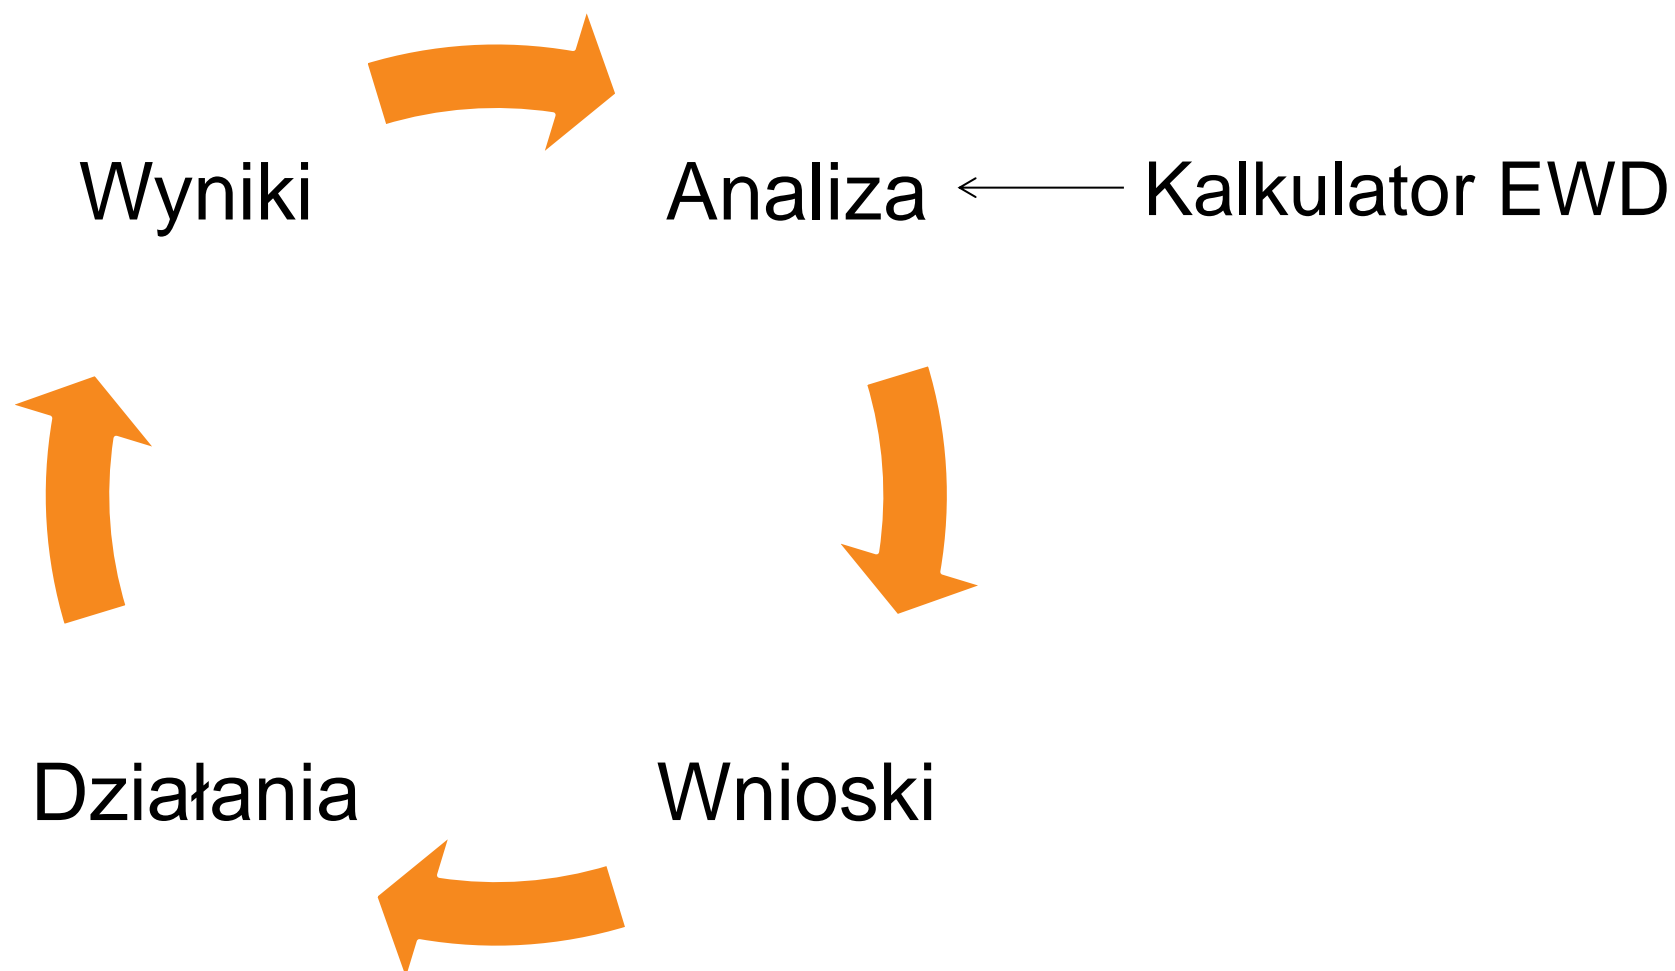 Wyniki
Analiza
Kalkulator EWD
Działania
Wnioski